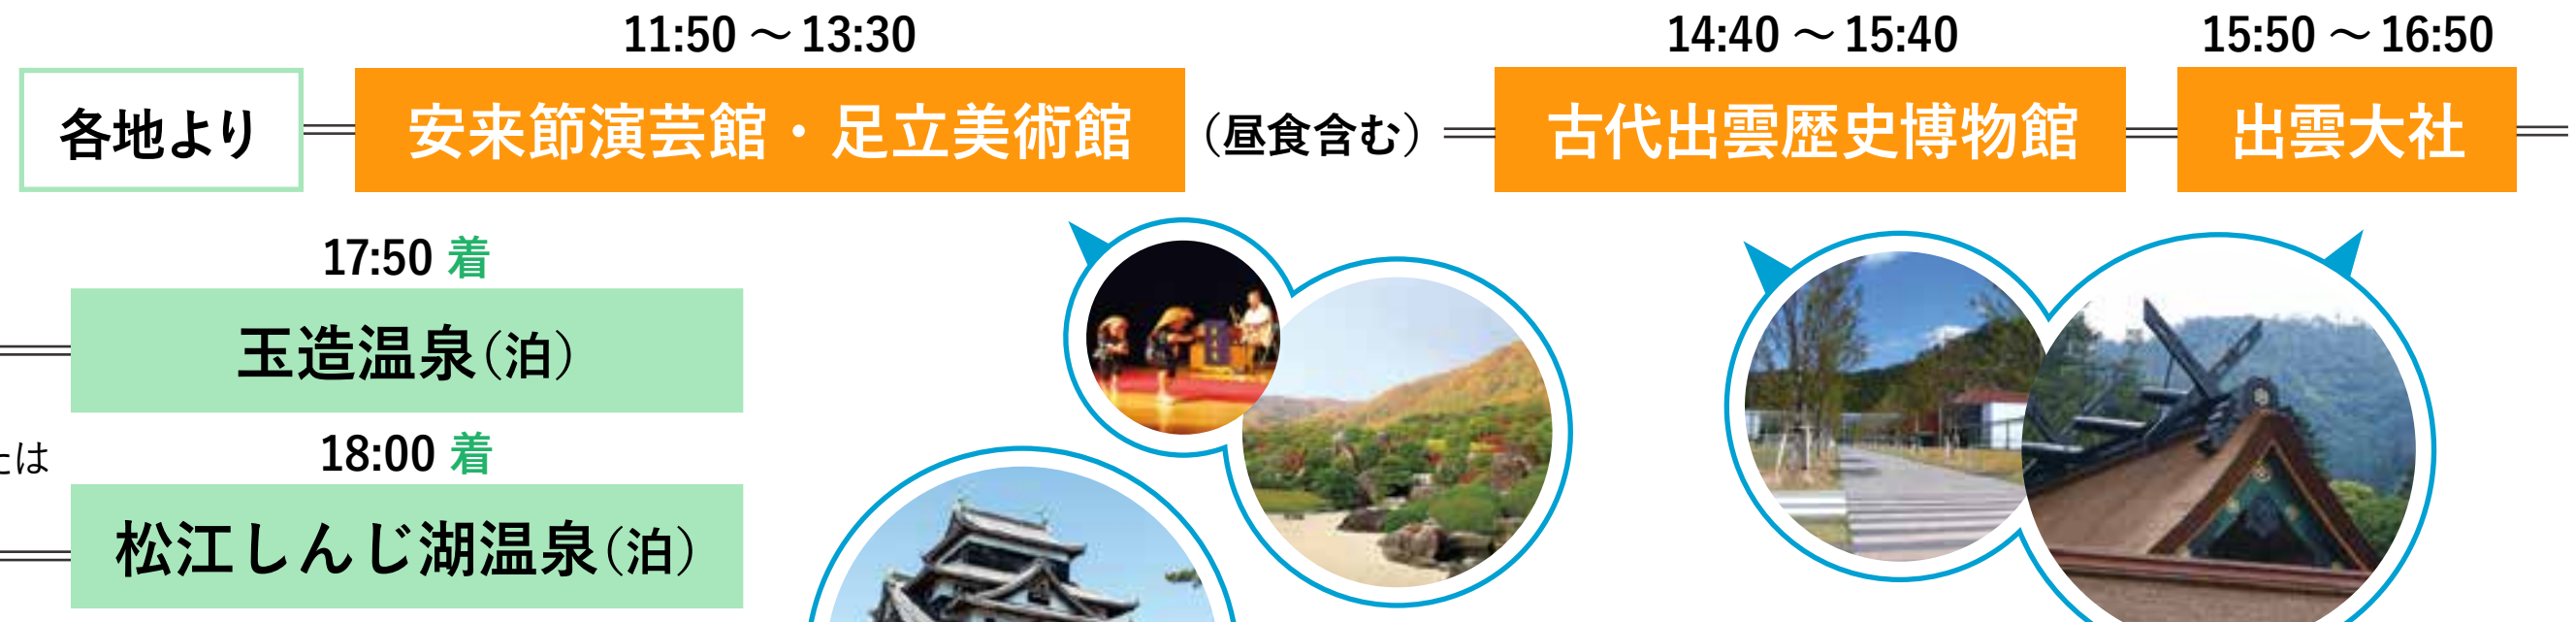 11:50 ～ 13:30
14:40 ～ 15:40
15:50 ～ 16:50
各地より
安来節演芸館・足立美術館
（昼食含む）
古代出雲歴史博物館
出雲大社
17:50 着
玉造温泉（泊）
18:00 着
松江しんじ湖温泉（泊）